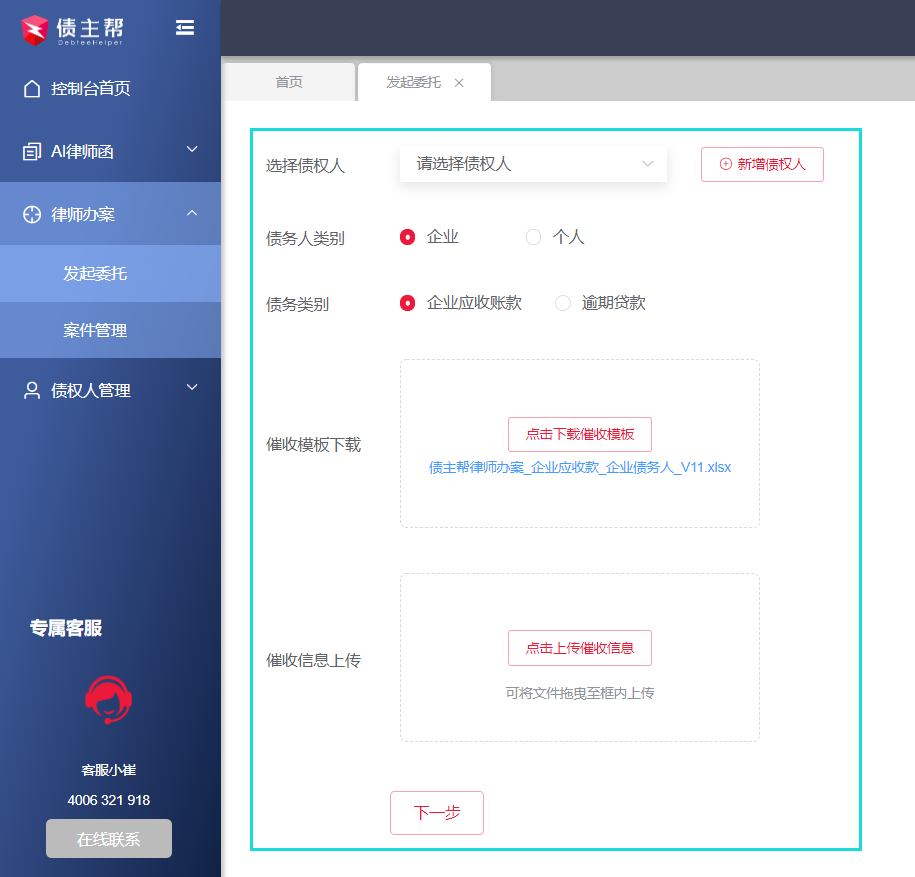 债主帮
DebteeHelper
控制台首页
AI律师函
律师办案
发起委托
案件管理
债权人管理
专属客服
客服小崔
4006 321 918
在线联系
首页
发起委托
选择债权人
请选择债权人
新增债权人
债务人类别
企业
个人
债务类别
企业应收账款
逾期贷款
催收模板下载
点击下载催收模板
债主帮律师办案_企业应收款_企业债务人_V11.xlsx
催收信息上传
点击上传催收信息
可将文件拖曳至框内上传
下一步